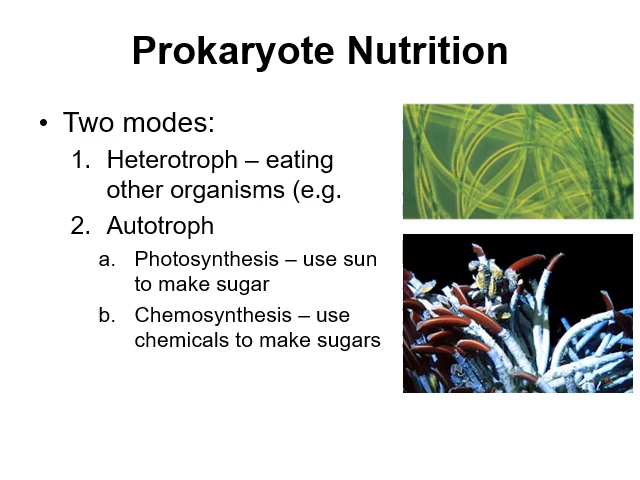 Prokaryote Nutrition
• Two modes:
1. Heterotroph – eating
other organisms (e.g.
2. Autotroph
a. Photosynthesis – use sun
to make sugar
b. Chemosynthesis – use
chemicals to make sugars